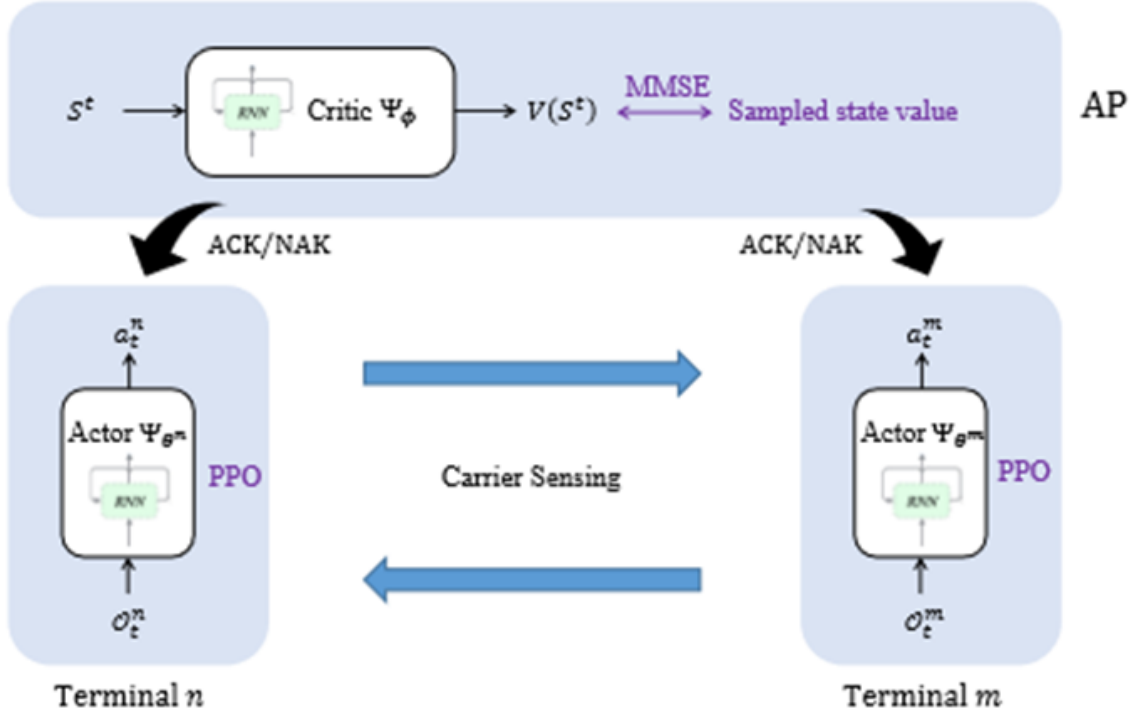 S^t
RNN
Critic Ψ_ϕ
V(S^t)
MMSE
Sampled state value
AP
ACK/NAK
ACK/NAK
a_t^n
Actor Ψ_θ^n
RNN
PPO
𝒪_t^n
Terminal n
Carrier Sensing
a_t^m
Actor Ψ_θ^m
RNN
PPO
𝒪_t^m
Terminal m